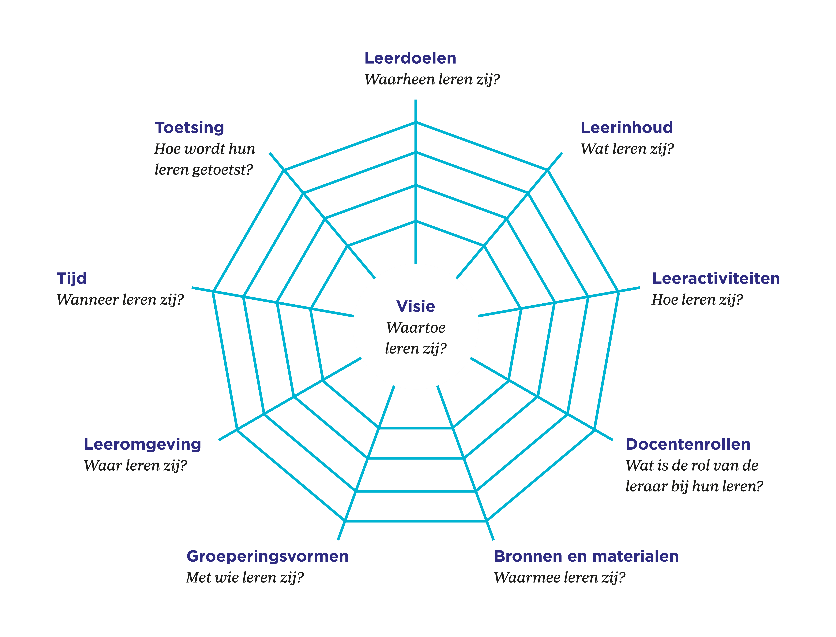 Leerdoelen
Waarheen leren zij?
Leerinhoud
Wat leren zij?
Leeractiviteiten
Hoe leren zij?
Docentenrollen
Wat is de rol van de
leraar bij hun leren?
Bronnen en materialen
Waarmee leren zij?
Groeperingsvormen
Met wie leren zij?
Leeromgeving
Waar leren zij?
Tijd
Wanneer leren zij?
Toetsing
Hoe wordt hun
leren getoetst?
Visie
Waartoe
leren zij?